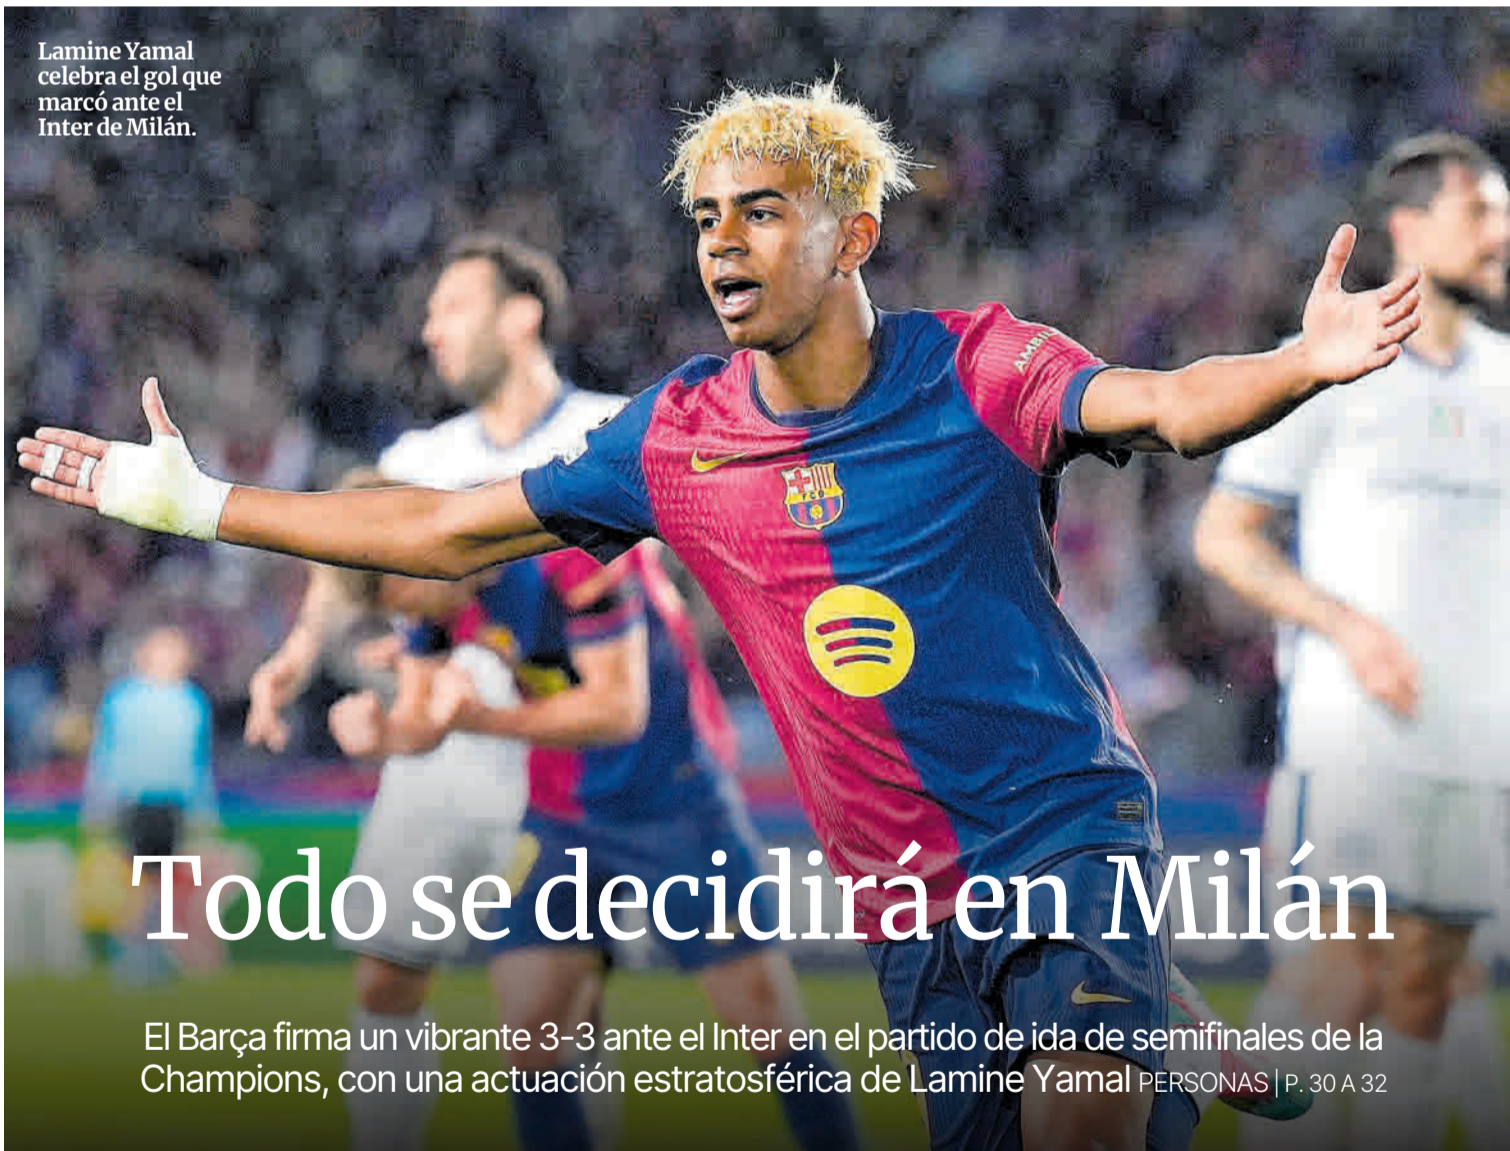 Lamine Yamal
celebra el gol que
marcó ante el
Inter de Milán.
AMBI
FCB
Todo se decidirá en Milán
El Barça firma un vibrante 3-3 ante el Inter en el partido de ida de semifinales de la
Champions, con una actuación estratosférica de Lamine Yamal PERSONAS | P. 30 A 32